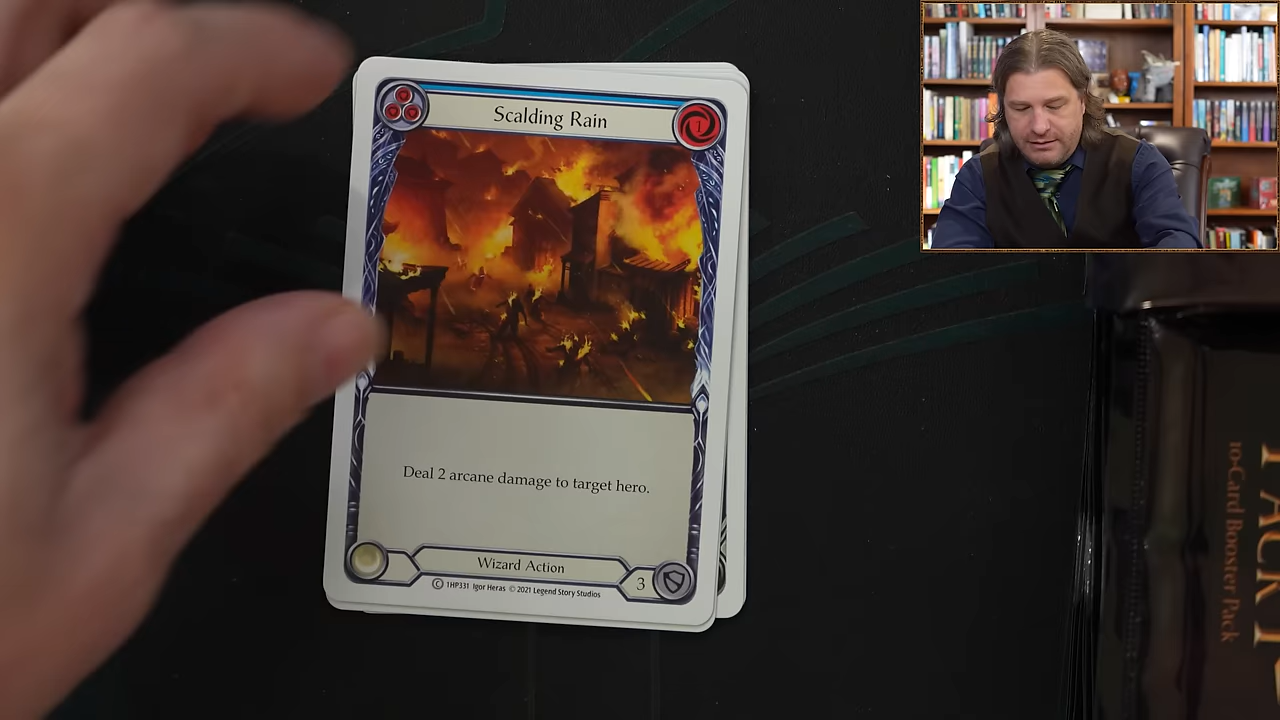 Scalding Rain
1
Deal 2 arcane damage to target hero.
Wizard Action
3
C 1HP331 Igor Heras © 2021 Legend Story Studios
10-Card Booster Pack